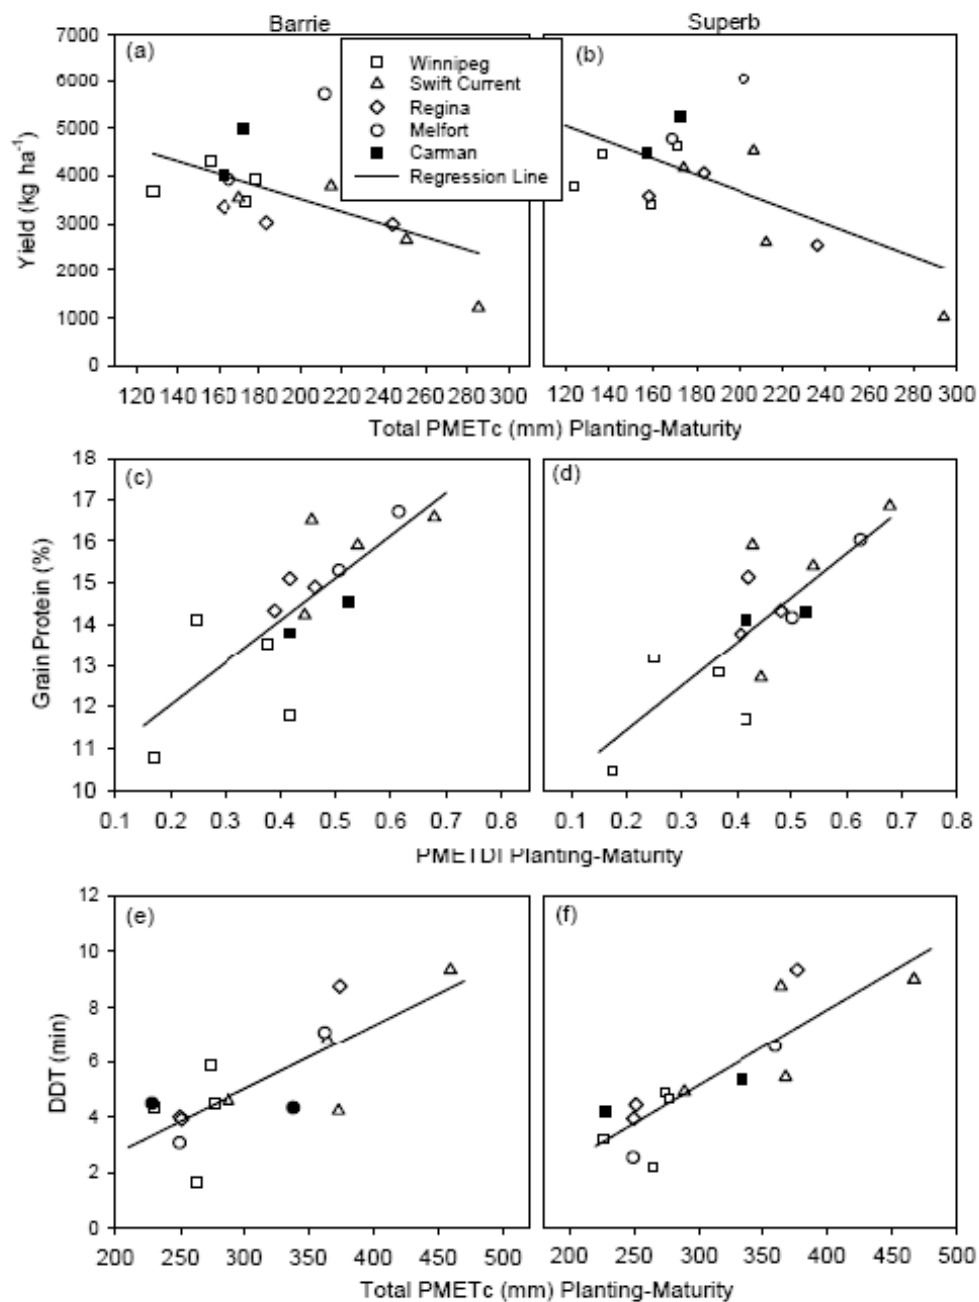 Barrie Superb
7000
6000
5000
4000
3000
2000
1000
0
Yield (kg ha-1)
(a)
(b)
Winnipeg
Swift Current
Regina
Melfort
Carman
Regression Line
120 140 160 180 200 220 240 260 280 300
120 140 160 180 200 220 240 260 280 300
Total PMETc (mm) Planting-Maturity
18
17
16
15
14
13
12
11
10
Grain Protein (%)
(c)
(d)
0.1 0.2 0.3 0.4 0.5 0.6 0.7 0.8
0.1 0.2 0.3 0.4 0.5 0.6 0.7 0.8
PMETDI Planting-Maturity
12
10
8
6
4
2
0
DDT (min)
(e)
(f)
200 250 300 350 400 450 500
200 250 300 350 400 450 500
Total PMETc (mm) Planting-Maturity